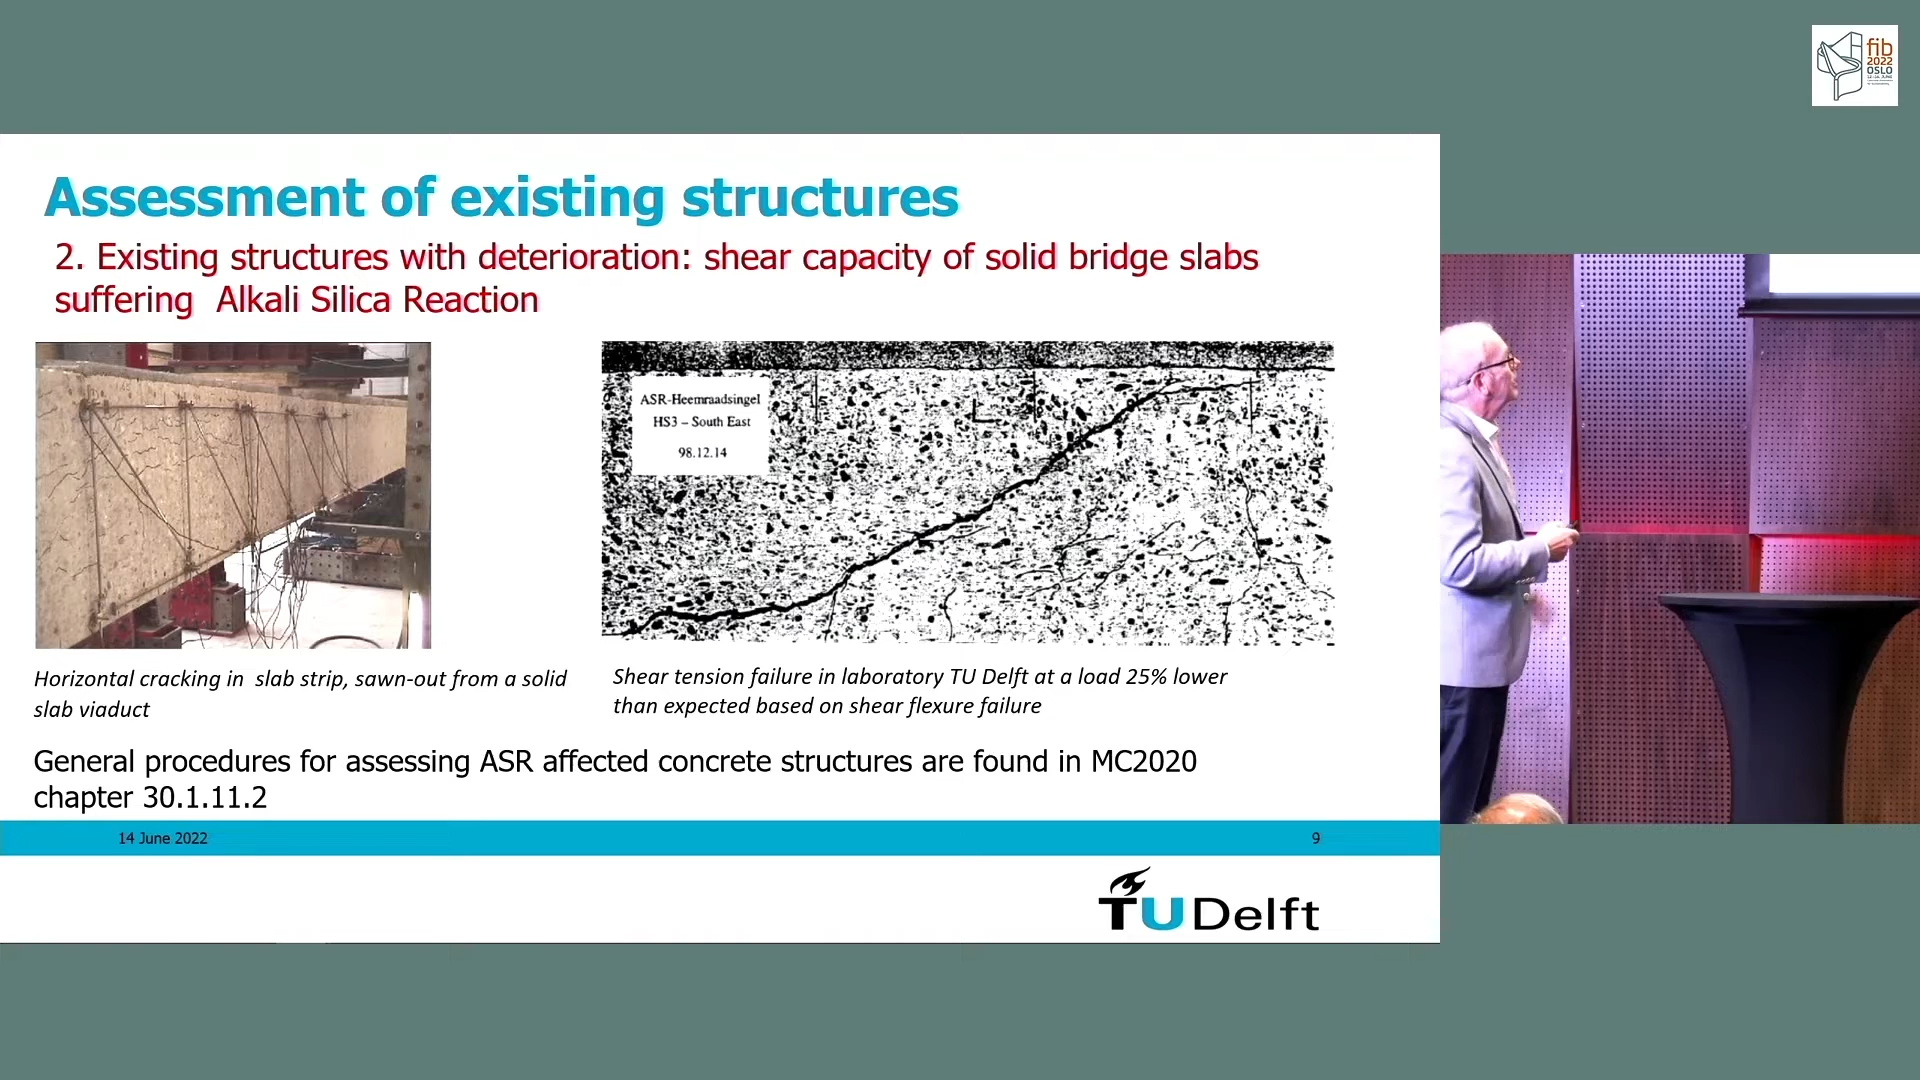 fib
2022
OSLO
Assessment of existing structures
2. Existing structures with deterioration: shear capacity of solid bridge slabs
suffering Alkali Silica Reaction
ASR-Heemraadsingel
HS3 – South East
98.12.14
Horizontal cracking in slab strip, sawn-out from a solid
slab viaduct
Shear tension failure in laboratory TU Delft at a load 25% lower
than expected based on shear flexure failure
General procedures for assessing ASR affected concrete structures are found in MC2020
chapter 30.1.11.2
14 June 2022
9
TU Delft